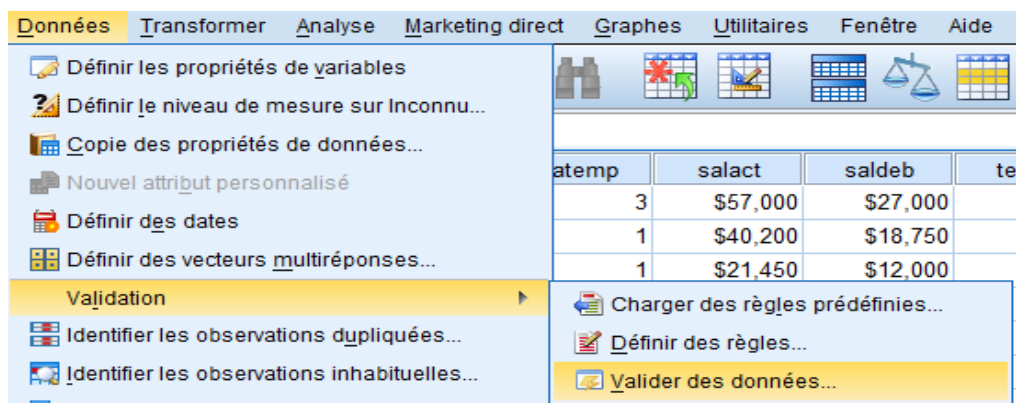 Données Transformer Analyse Marketing direct Graphes Utilitaires Fenêtre Aide
Définir les propriétés de variables
Définir le niveau de mesure sur Inconnu...
Copie des propriétés de données...
Nouvel attribut personnalisé
Définir des dates
Définir des vecteurs multiréponses...
Validation
Identifier les observations dupliquées...
Identifier les observations inhabituelles...
atemp salact saldeb te
3 $57,000 $27,000
1 $40,200 $18,750
1 $21,450 $12,000
Charger des règles prédéfinies...
Définir des règles...
Valider des données...